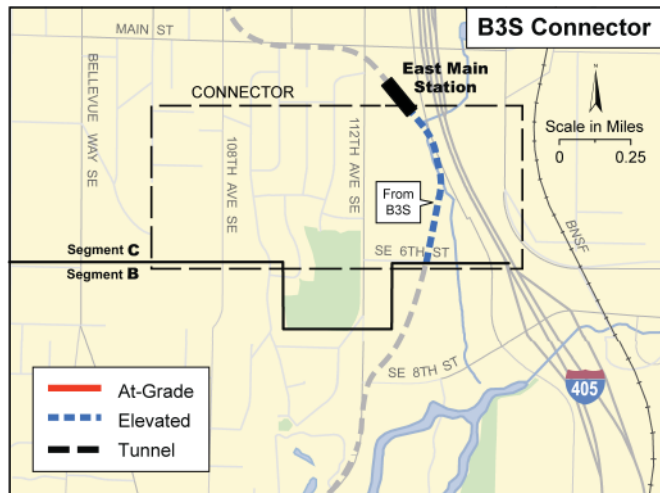 B3S Connector
MAIN ST
East Main
Station
CONNECTOR
BELLEVUE WAY SE
108TH AVE SE
112TH AVE SE
N
Scale in Miles
0 0.25
From
B3S
BNSF
Segment C
SE 6TH ST
Segment B
SE 8TH ST
At-Grade
Elevated
Tunnel
405